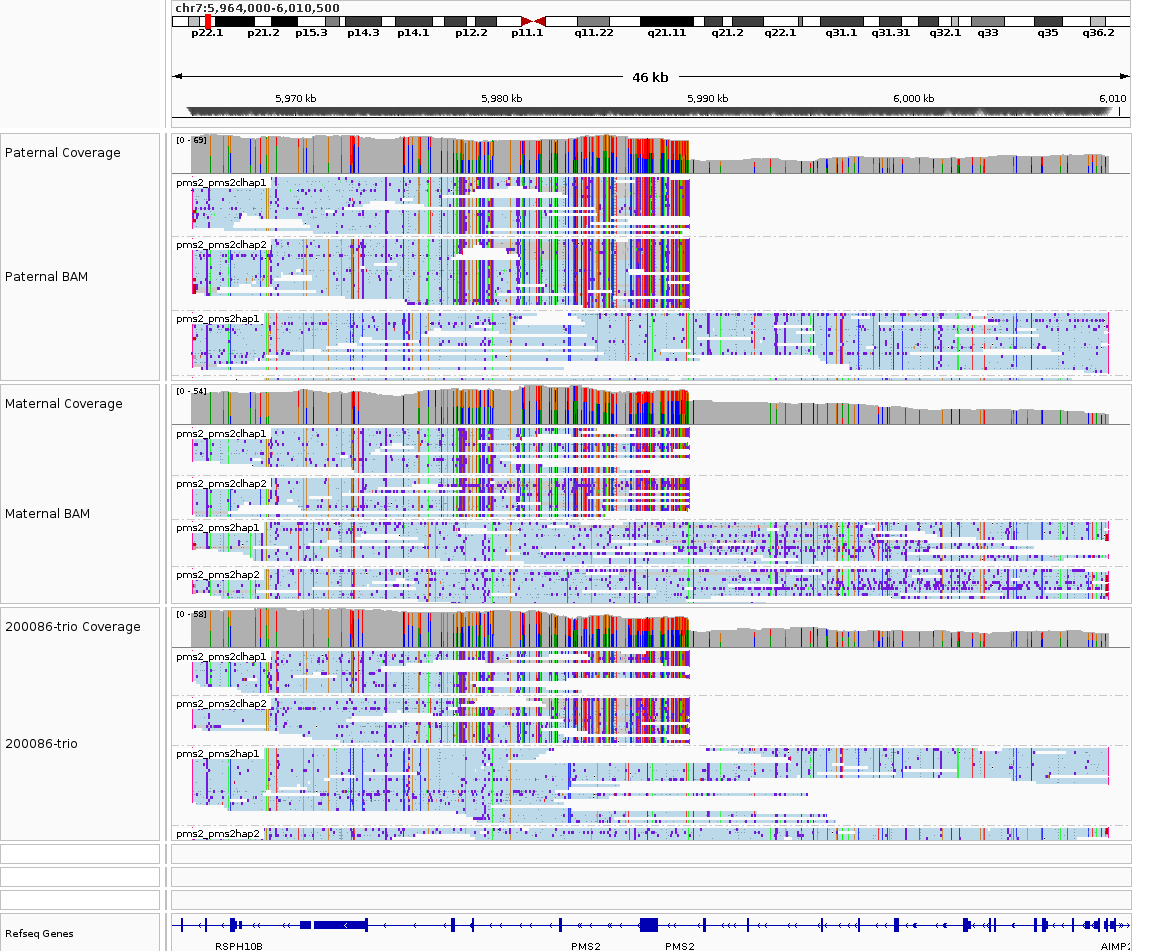 chr7:5,964,000-6,010,500
p22.1 p21.2 p15.3 p14.3 p14.1 p12.2 p11.1 q11.22 q21.11 q21.2 q22.1 q31.1 q31.31 q32.1 q33 q35 q36.2
46 kb
5,970 kb 5,980 kb 5,990 kb 6,000 kb 6,010
Paternal Coverage
[0 - 69]
pms2_pms2clhap1
pms2_pms2clhap2
Paternal BAM
pms2_pms2hap1
Maternal Coverage
[0 - 54]
pms2_pms2clhap1
pms2_pms2clhap2
Maternal BAM
pms2_pms2hap1
pms2_pms2hap2
200086-trio Coverage
[0 - 58]
pms2_pms2clhap1
pms2_pms2clhap2
200086-trio
pms2_pms2hap1
pms2_pms2hap2
Refseq Genes
RSPH10B PMS2 PMS2 AIMP2